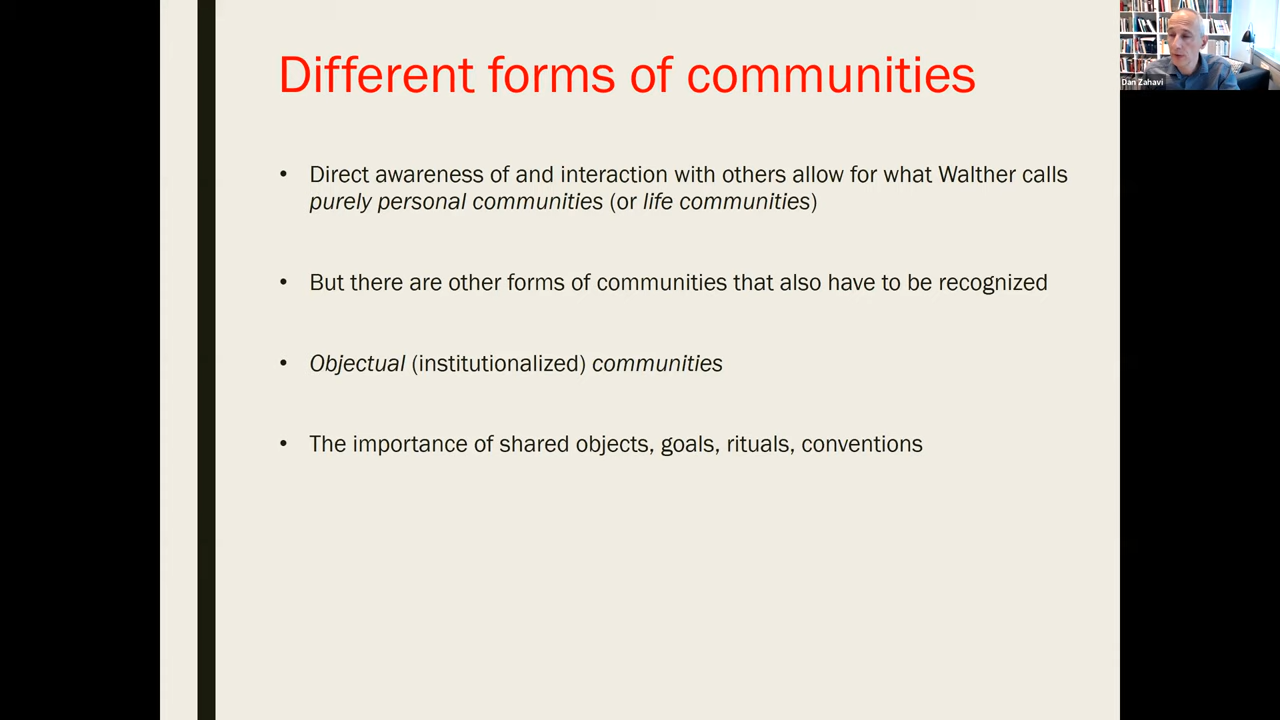 Different forms of communities
Dan Zahavi
• Direct awareness of and interaction with others allow for what Walther calls
purely personal communities (or life communities)
• But there are other forms of communities that also have to be recognized
• Objectual (institutionalized) communities
• The importance of shared objects, goals, rituals, conventions